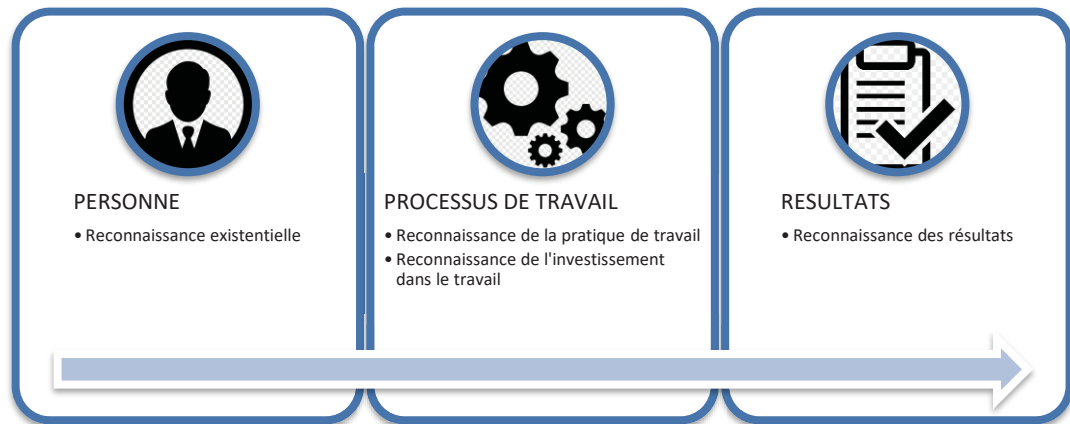 PERSONNE
• Reconnaissance existentielle
PROCESSUS DE TRAVAIL
• Reconnaissance de la pratique de travail
• Reconnaissance de l'investissement
dans le travail
RESULTATS
• Reconnaissance des résultats